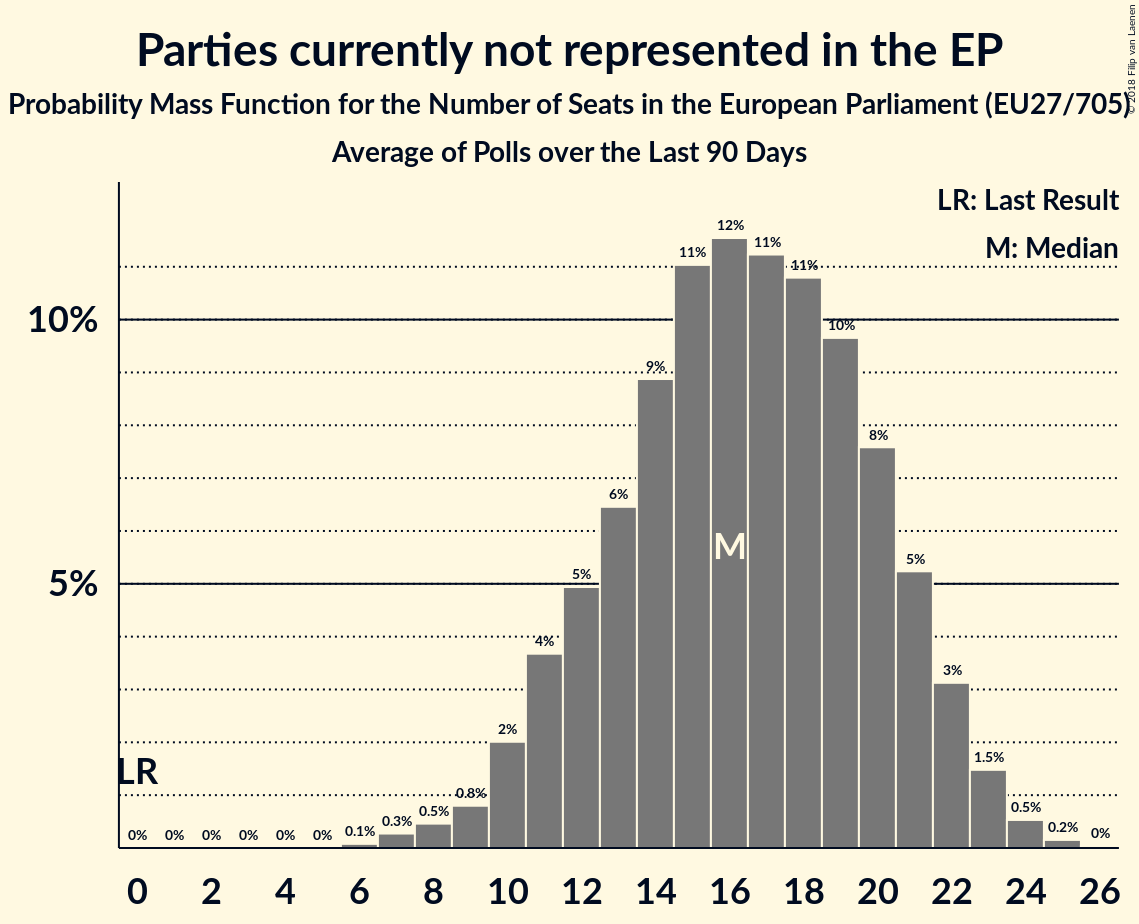 Parties currently not represented in the EP
Probability Mass Function for the Number of Seats in the European Parliament (EU27/705)
Average of Polls over the Last 90 Days
© 2018 Filip van Laenen
LR: Last Result
M: Median
10%
5%
0% 0% 0% 0% 0% 0% 0.1% 0.3% 0.5% 0.8% 2% 4% 5% 6% 9% 11% 12% 11% 11% 10% 8% 5% 3% 1.5% 0.5% 0.2% 0%
M
LR
0 2 4 6 8 10 12 14 16 18 20 22 24 26